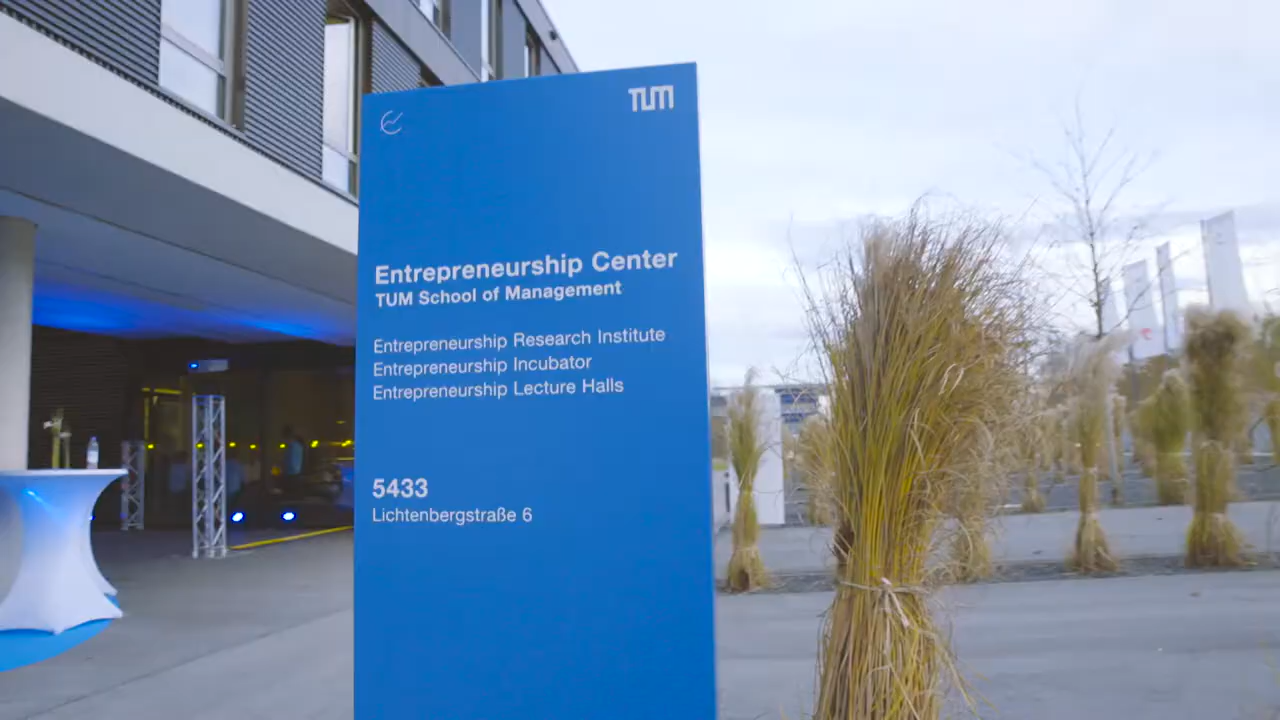 TUM
Entrepreneurship Center
TUM School of Management
Entrepreneurship Research Institute
Entrepreneurship Incubator
Entrepreneurship Lecture Halls
5433
Lichtenbergstraße 6